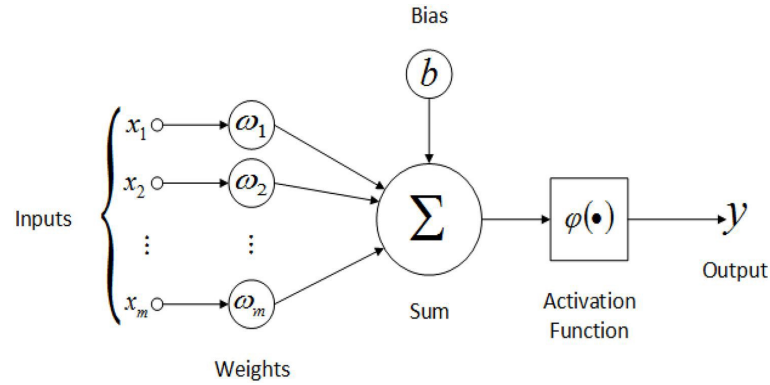 Bias
b
x₁ ω₁
x₂ ω₂
Inputs ⋮ ⋮ Σ φ(•) y
Output
xₘ ωₘ Sum Activation
Function
Weights